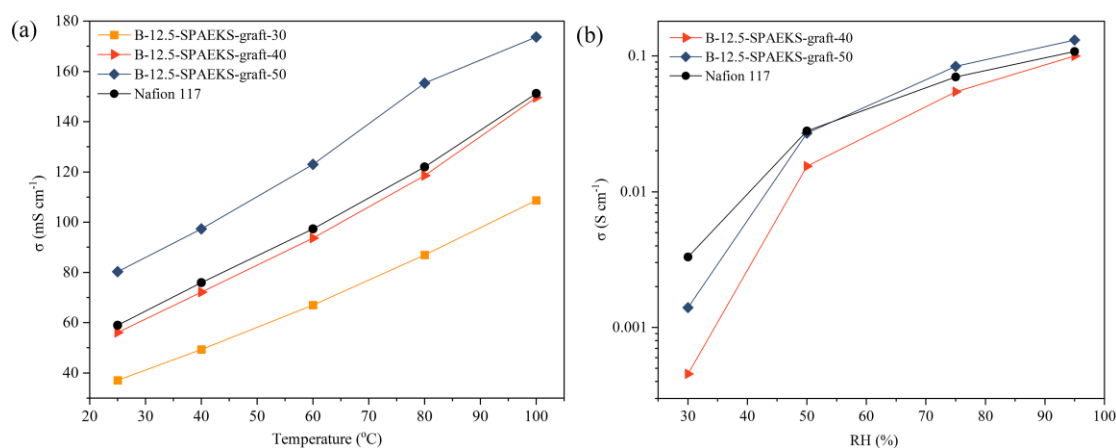 (a)
B-12.5-SPAEKS-graft-30
B-12.5-SPAEKS-graft-40
B-12.5-SPAEKS-graft-50
Nafion 117
180
160
140
120
100
80
60
40
σ (mS cm⁻¹)
20 30 40 50 60 70 80 90 100
Temperature (°C)
(b)
B-12.5-SPAEKS-graft-40
B-12.5-SPAEKS-graft-50
Nafion 117
0.1
0.01
0.001
σ (S cm⁻¹)
30 40 50 60 70 80 90 100
RH (%)